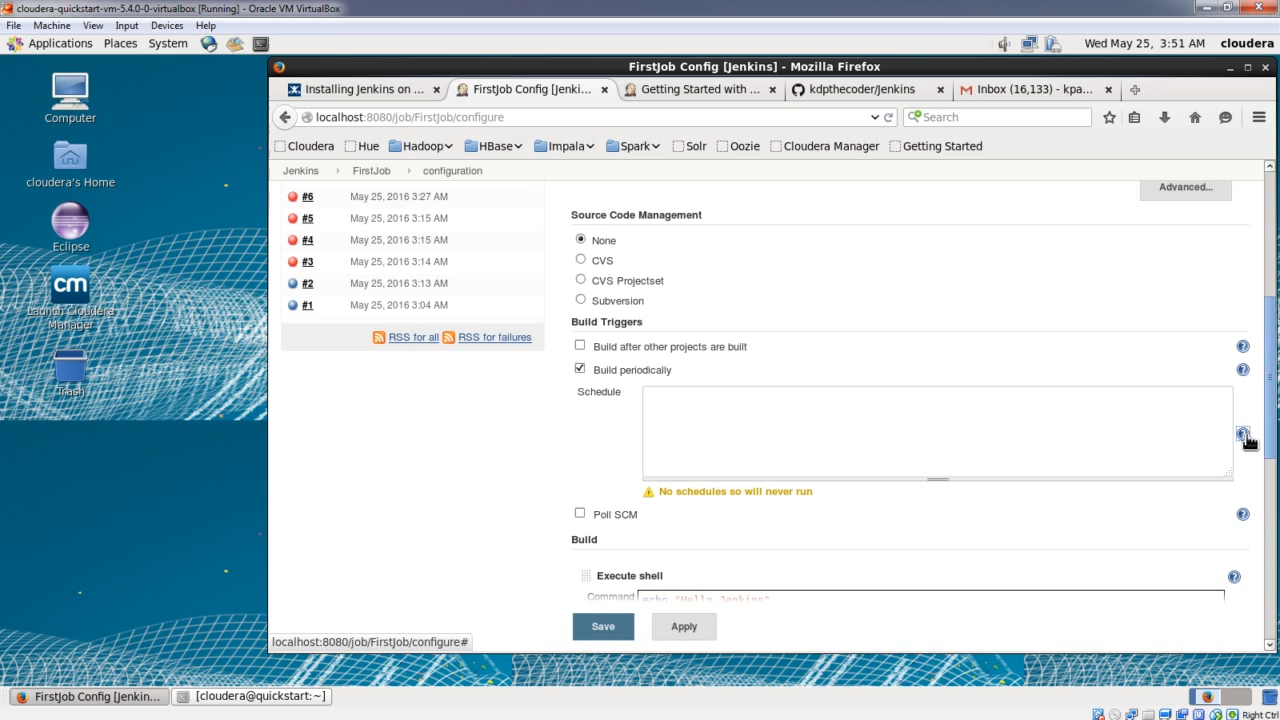 cloudera-quickstart-vm-5.4.0-0-virtualbox [Running] - Oracle VM VirtualBox
File Machine View Input Devices Help
Applications Places System Wed May 25, 3:51 AM cloudera
Computer
cloudera's Home
Eclipse
cm
Launch Cloudera Manager
Trash
FirstJob Config [Jenkins] - Mozilla Firefox
Installing Jenkins on ... FirstJob Config [Jenki... Getting Started with ... kdpthecoder/Jenkins Inbox (16,133) - kpa...
localhost:8080/job/FirstJob/configure Search
Cloudera Hue Hadoop HBase Impala Spark Solr Oozie Cloudera Manager Getting Started
Jenkins FirstJob configuration
#6 May 25, 2016 3:27 AM
#5 May 25, 2016 3:15 AM
#4 May 25, 2016 3:15 AM
#3 May 25, 2016 3:14 AM
#2 May 25, 2016 3:13 AM
#1 May 25, 2016 3:04 AM
RSS for all RSS for failures
Advanced...
Source Code Management
None
CVS
CVS Projectset
Subversion
Build Triggers
Build after other projects are built
Build periodically
Schedule
No schedules so will never run
Poll SCM
Build
Execute shell
Command echo "Hello Jenkins"
Save Apply
localhost:8080/job/FirstJob/configure#
FirstJob Config [Jenkin... [cloudera@quickstart:~]
Right Ctrl